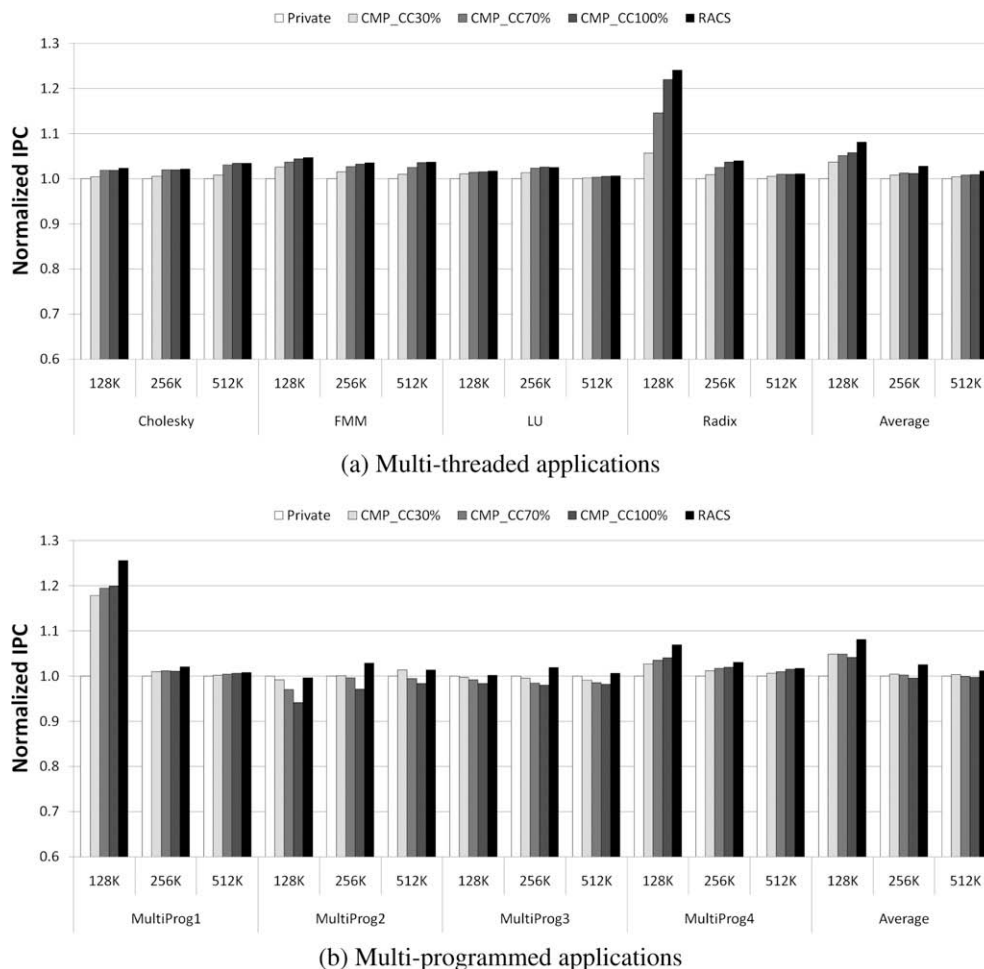 Private CMP_CC30% CMP_CC70% CMP_CC100% RACS
1.3
1.2
1.1
1.0
0.9
0.8
0.7
0.6
Normalized IPC
128K 256K 512K 128K 256K 512K 128K 256K 512K 128K 256K 512K 128K 256K 512K
Cholesky FMM LU Radix Average
(a) Multi-threaded applications
Private CMP_CC30% CMP_CC70% CMP_CC100% RACS
1.3
1.2
1.1
1.0
0.9
0.8
0.7
0.6
Normalized IPC
128K 256K 512K 128K 256K 512K 128K 256K 512K 128K 256K 512K 128K 256K 512K
MultiProg1 MultiProg2 MultiProg3 MultiProg4 Average
(b) Multi-programmed applications